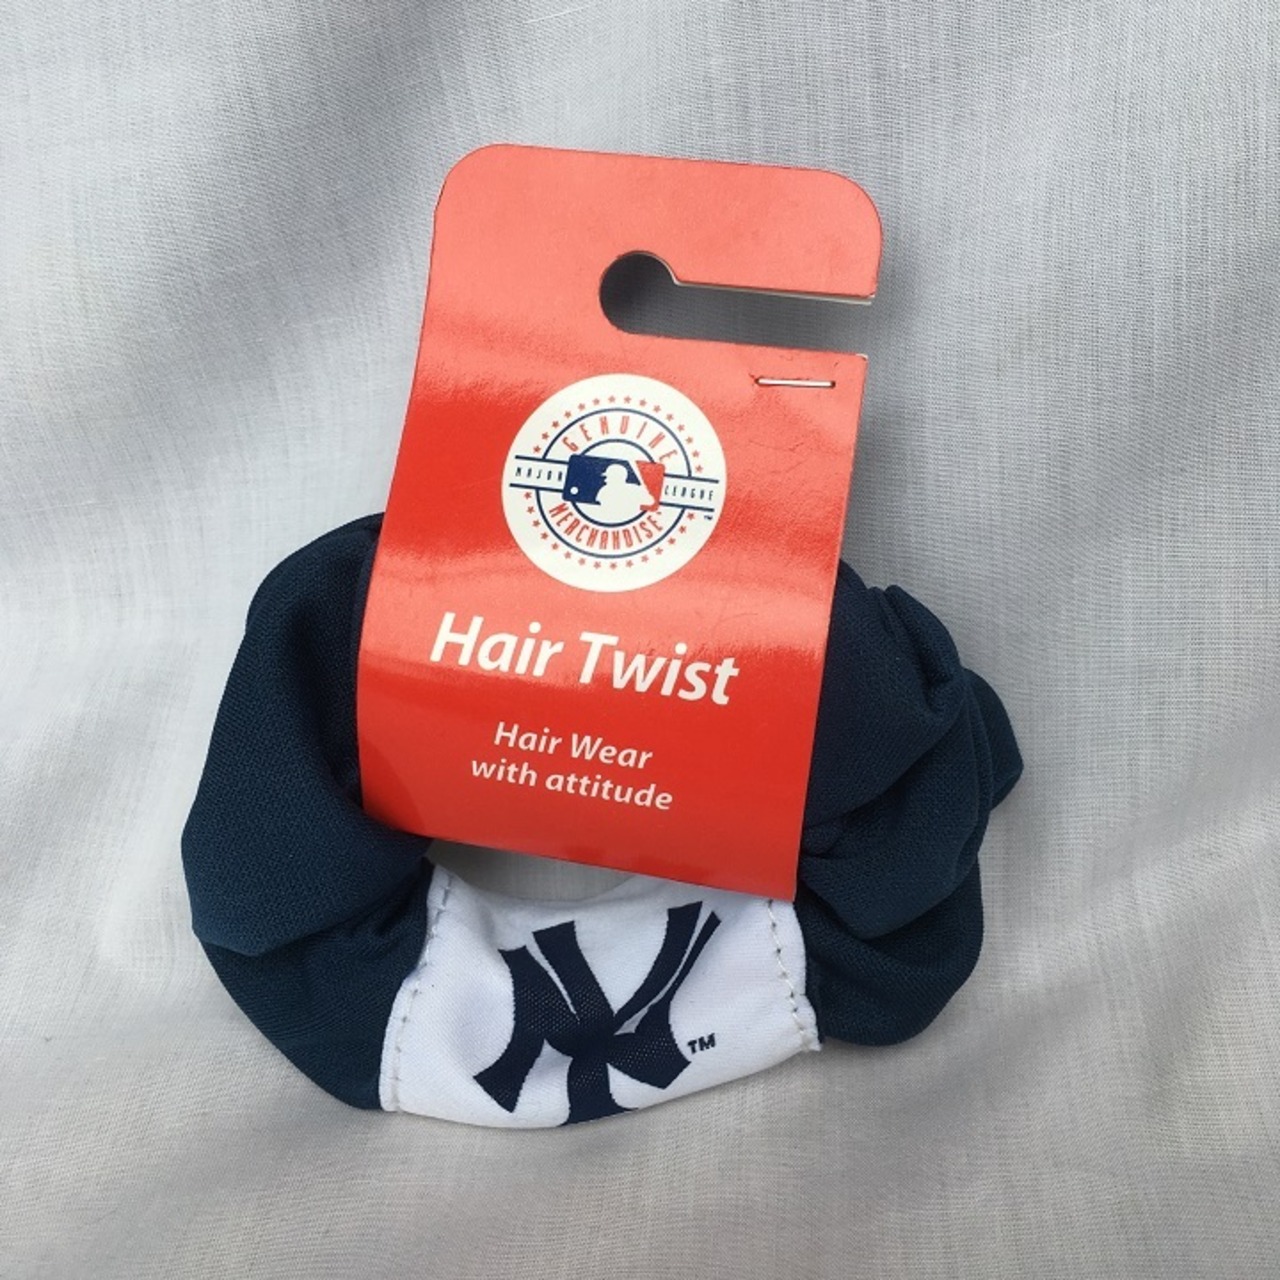 GENUINE
MAJOR LEAGUE
™
MERCHANDISE
Hair Twist
Hair Wear
with attitude
NY
TM